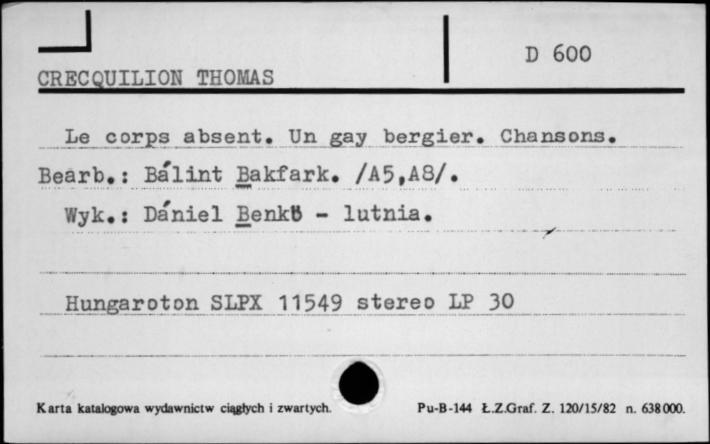 D 600
CRECQUILION THOMAS
Le corps absent. Un gay bergier. Chansons.
Bearb.: Bálint Bakfark. /A5,A8/.
Wyk.: Dániel Benkö - lutnia.
Hungaroton SLPX 11549 stereo LP 30
Karta katalogowa wydawnictw ciągłych i zwartych.
Pu-B-144 Ł.Z.Graf. Z. 120/15/82 n. 638000.